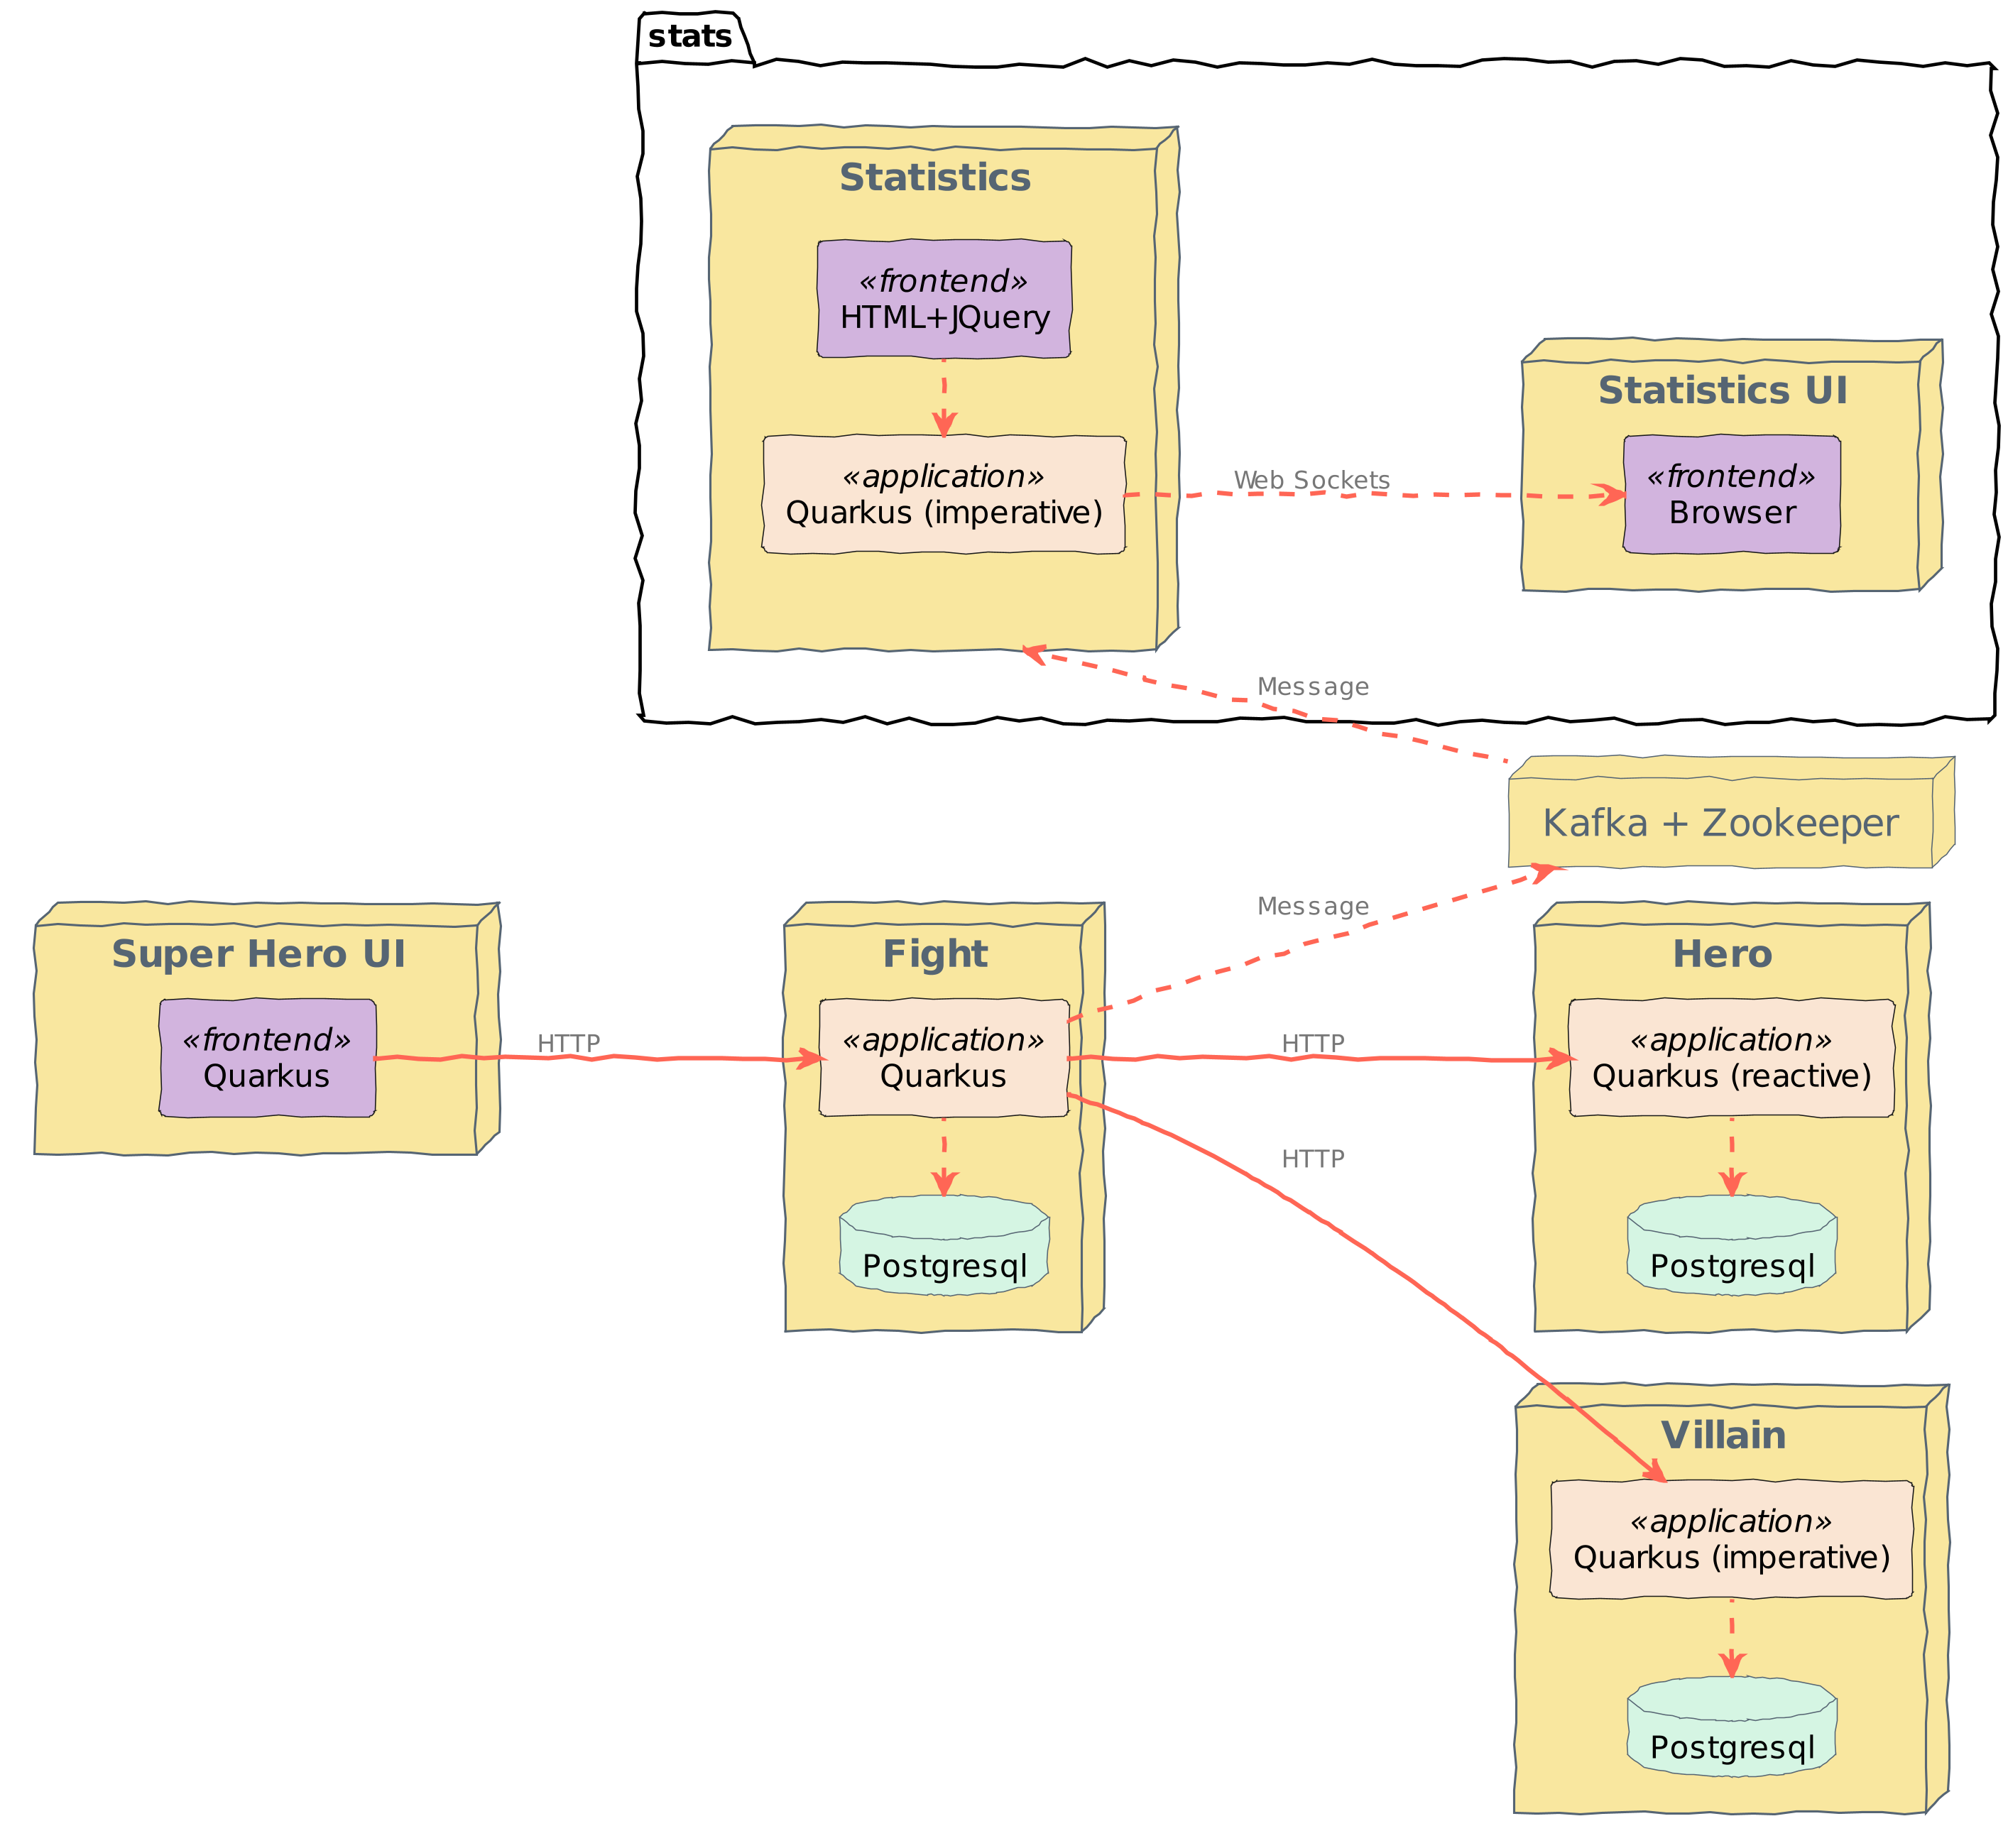 stats
Statistics
«frontend»
HTML+JQuery
«application»
Quarkus (imperative)
Web Sockets
Statistics UI
«frontend»
Browser
Message
Kafka + Zookeeper
Message
Super Hero UI
«frontend»
Quarkus
HTTP
Fight
«application»
Quarkus
Postgresql
HTTP
HTTP
Hero
«application»
Quarkus (reactive)
Postgresql
Villain
«application»
Quarkus (imperative)
Postgresql